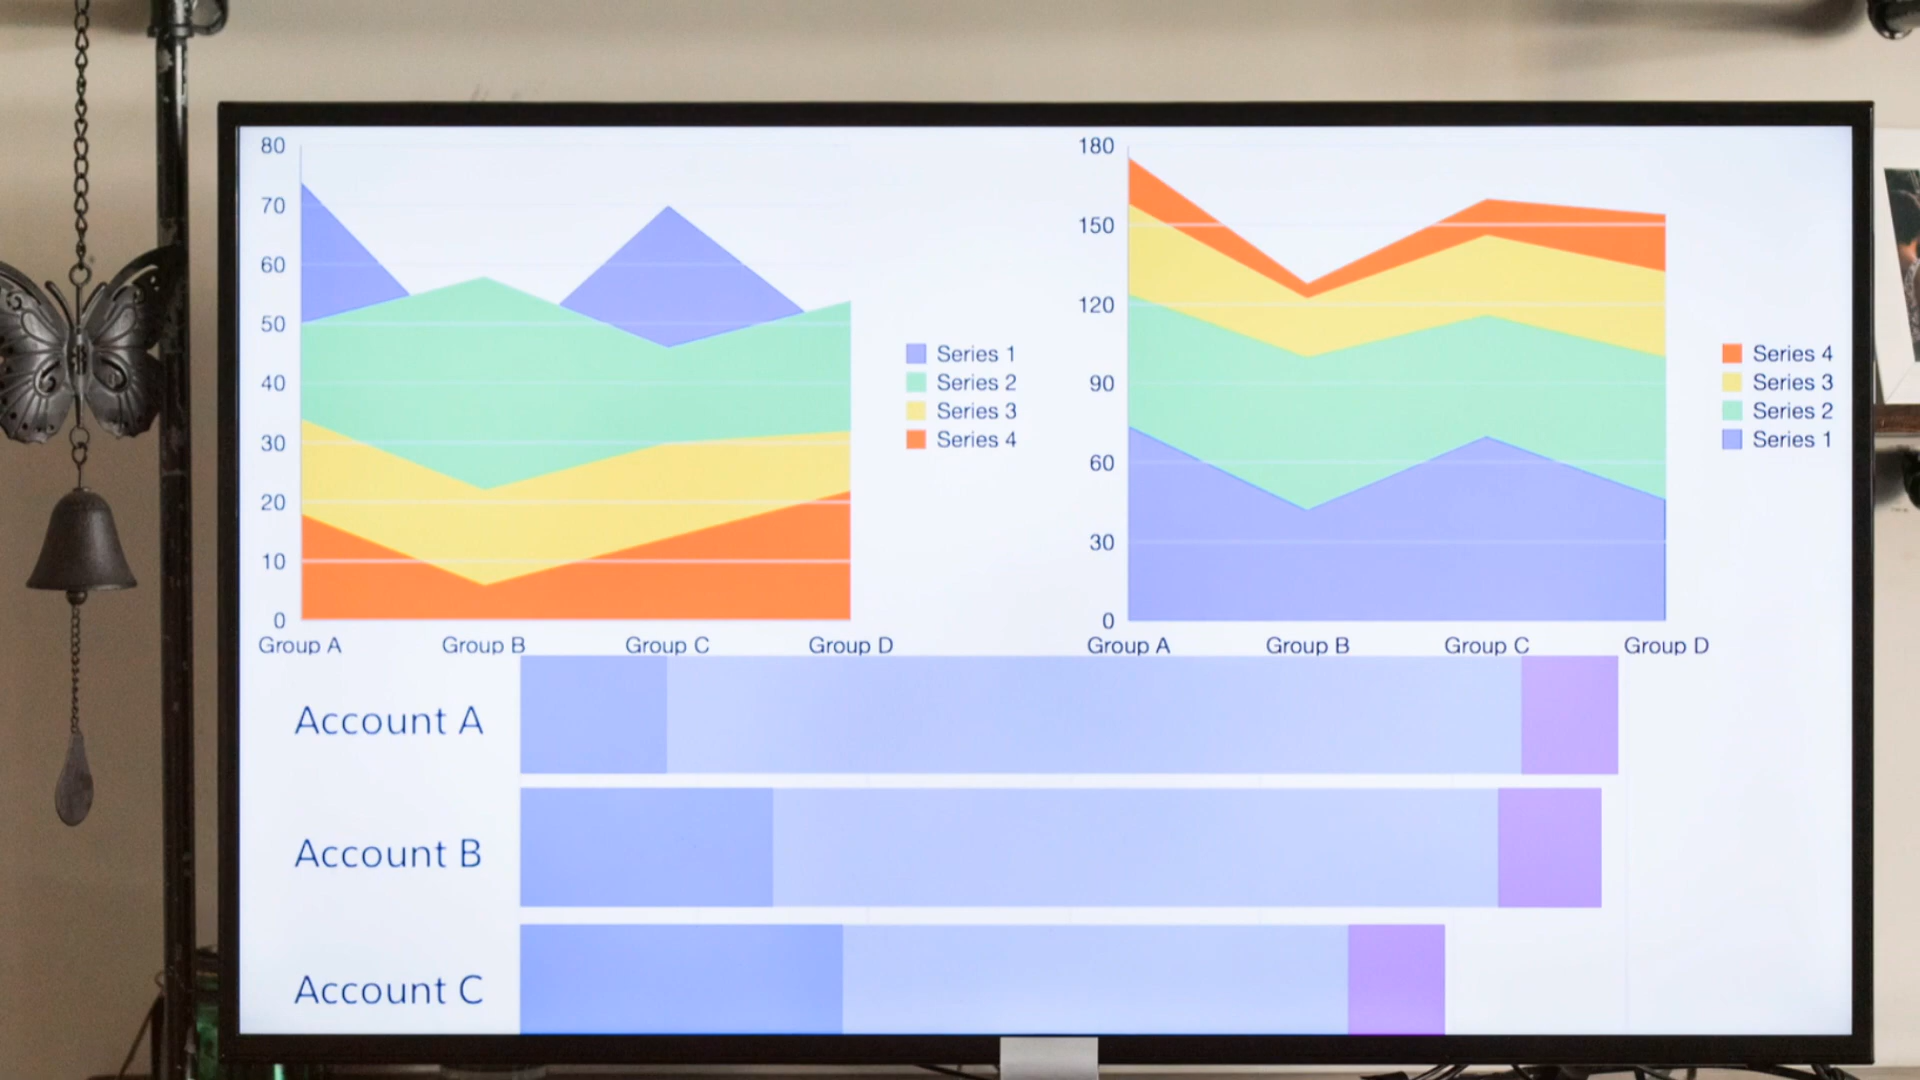 80
70
60
50
40
30
20
10
0
Group A Group B Group C Group D
Series 1
Series 2
Series 3
Series 4
180
150
120
90
60
30
0
Group A Group B Group C Group D
Series 4
Series 3
Series 2
Series 1
Account A
Account B
Account C